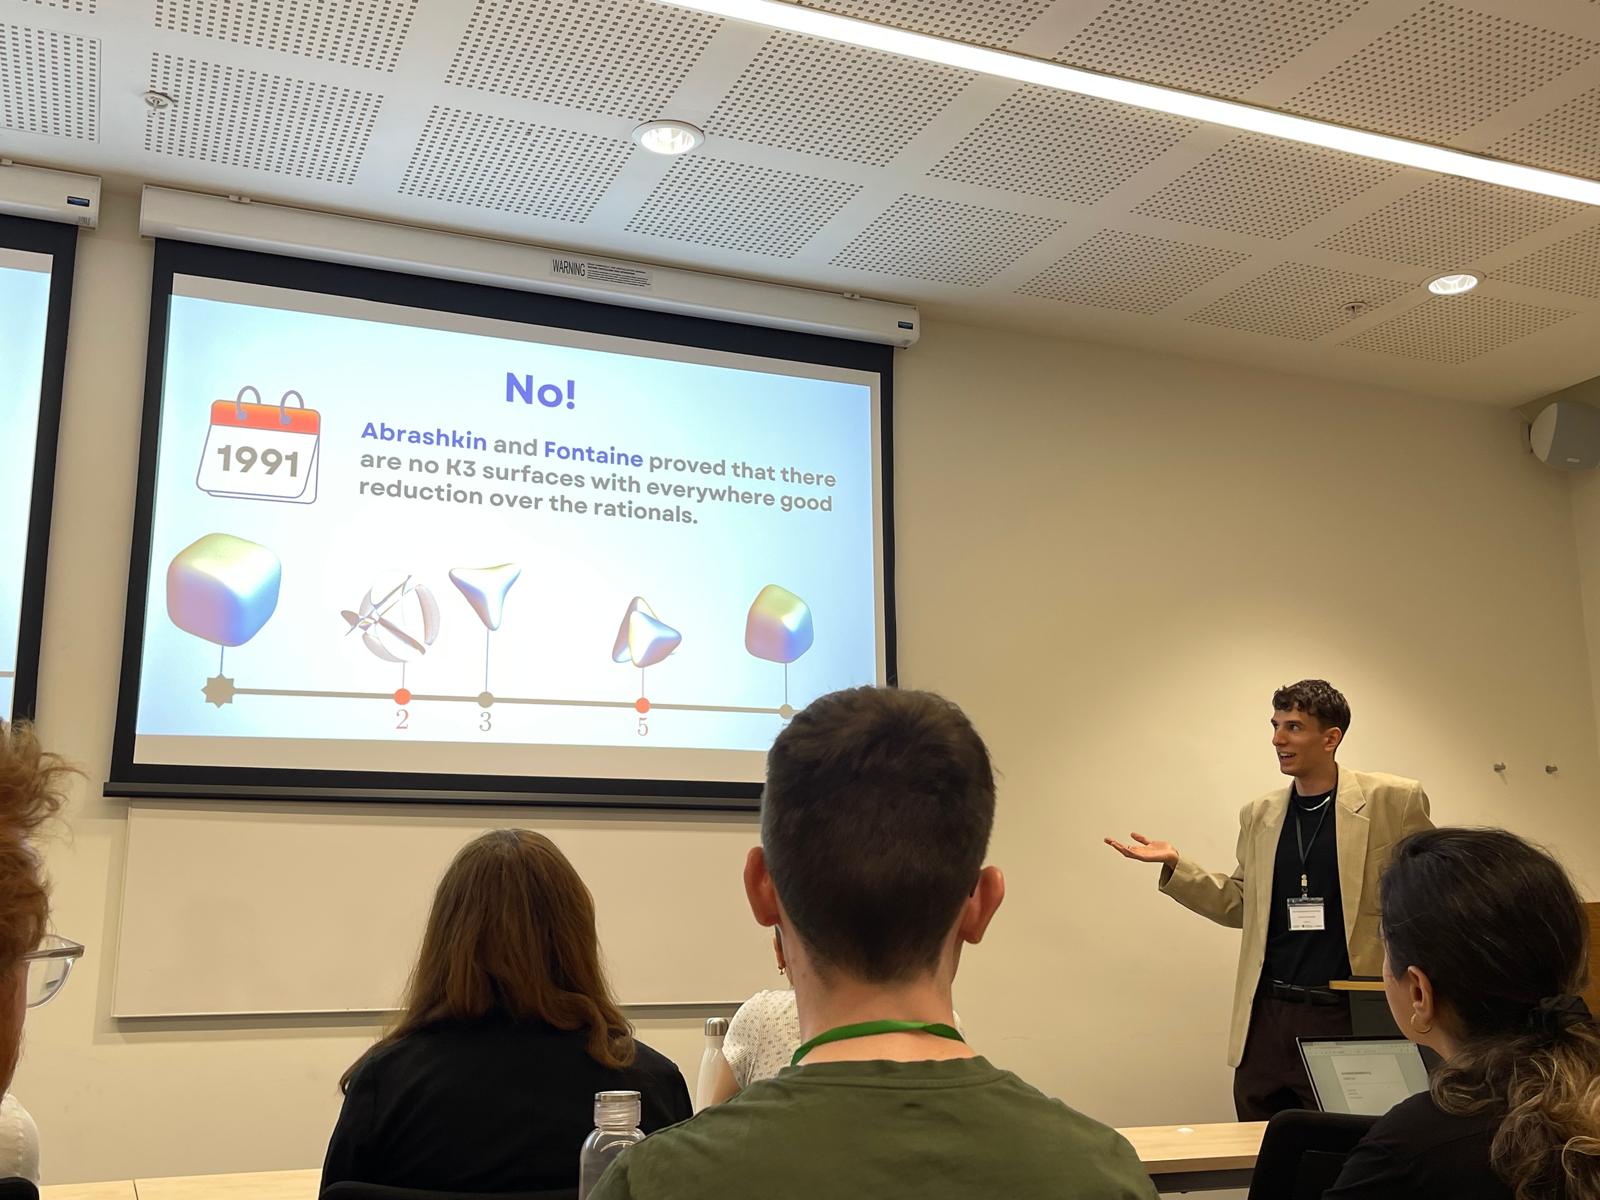 WARNING
No!
1991
Abrashkin and Fontaine proved that there
are no K3 surfaces with everywhere good
reduction over the rationals.
2
3
5